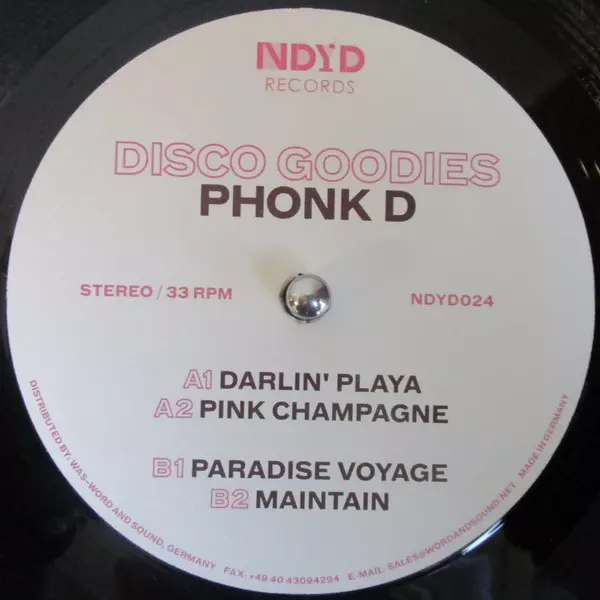 NDYD
RECORDS
DISCO GOODIES
PHONK D
STEREO / 33 RPM
NDYD024
A1 DARLIN' PLAYA
A2 PINK CHAMPAGNE
B1 PARADISE VOYAGE
B2 MAINTAIN
DISTRIBUTED BY: WAS-WORD AND SOUND, GERMANY FAX: +49 40 43094294 E-MAIL: SALES@WORDANDSOUND.NET MADE IN GERMANY